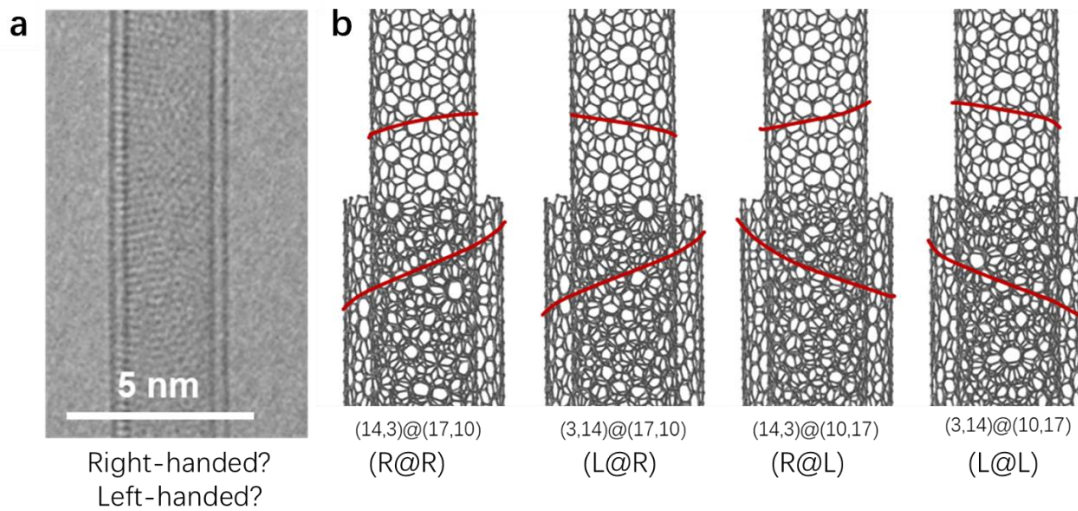 a
b
5 nm
Right-handed?
Left-handed?
(14,3)@(17,10)
(R@R)
(3,14)@(17,10)
(L@R)
(14,3)@(10,17)
(R@L)
(3,14)@(10,17)
(L@L)